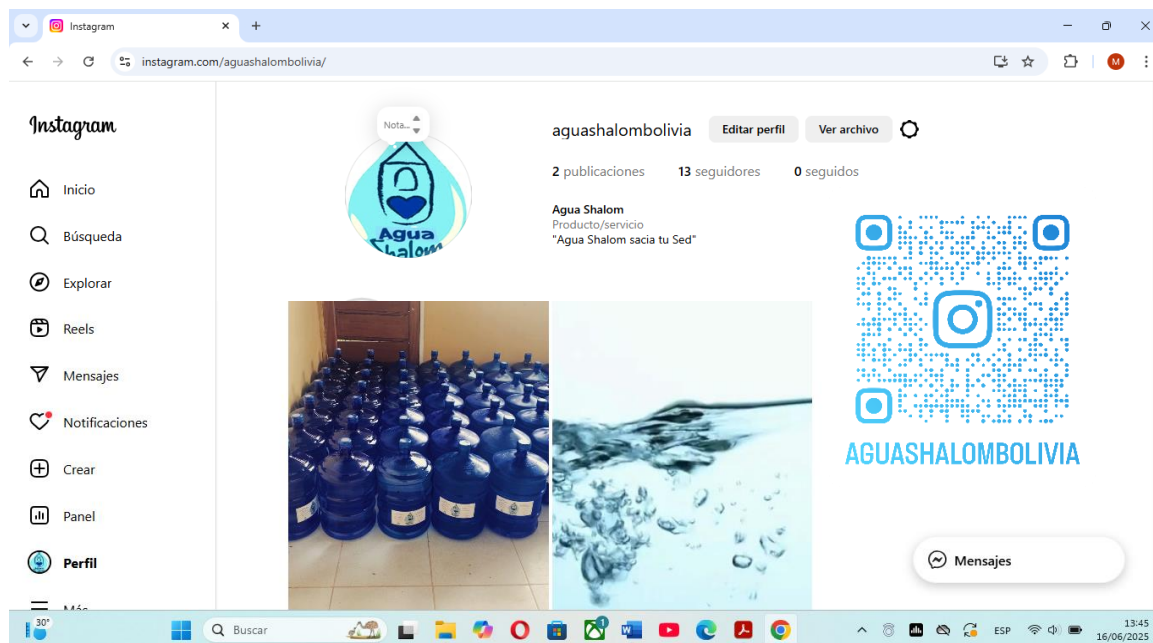 Instagram
instagram.com/aguashalombolivia/
M
Instagram
Nota...
aguashalombolivia Editar perfil Ver archivo
2 publicaciones 13 seguidores 0 seguidos
Agua Shalom
Producto/servicio
"Agua Shalom sacia tu Sed"
Agua
Shalom
Inicio
Búsqueda
Explorar
Reels
Mensajes
Notificaciones
Crear
Panel
Perfil
Más
AGUASHALOMBOLIVIA
Mensajes
30°
Buscar
1
ESP
13:45
16/06/2025